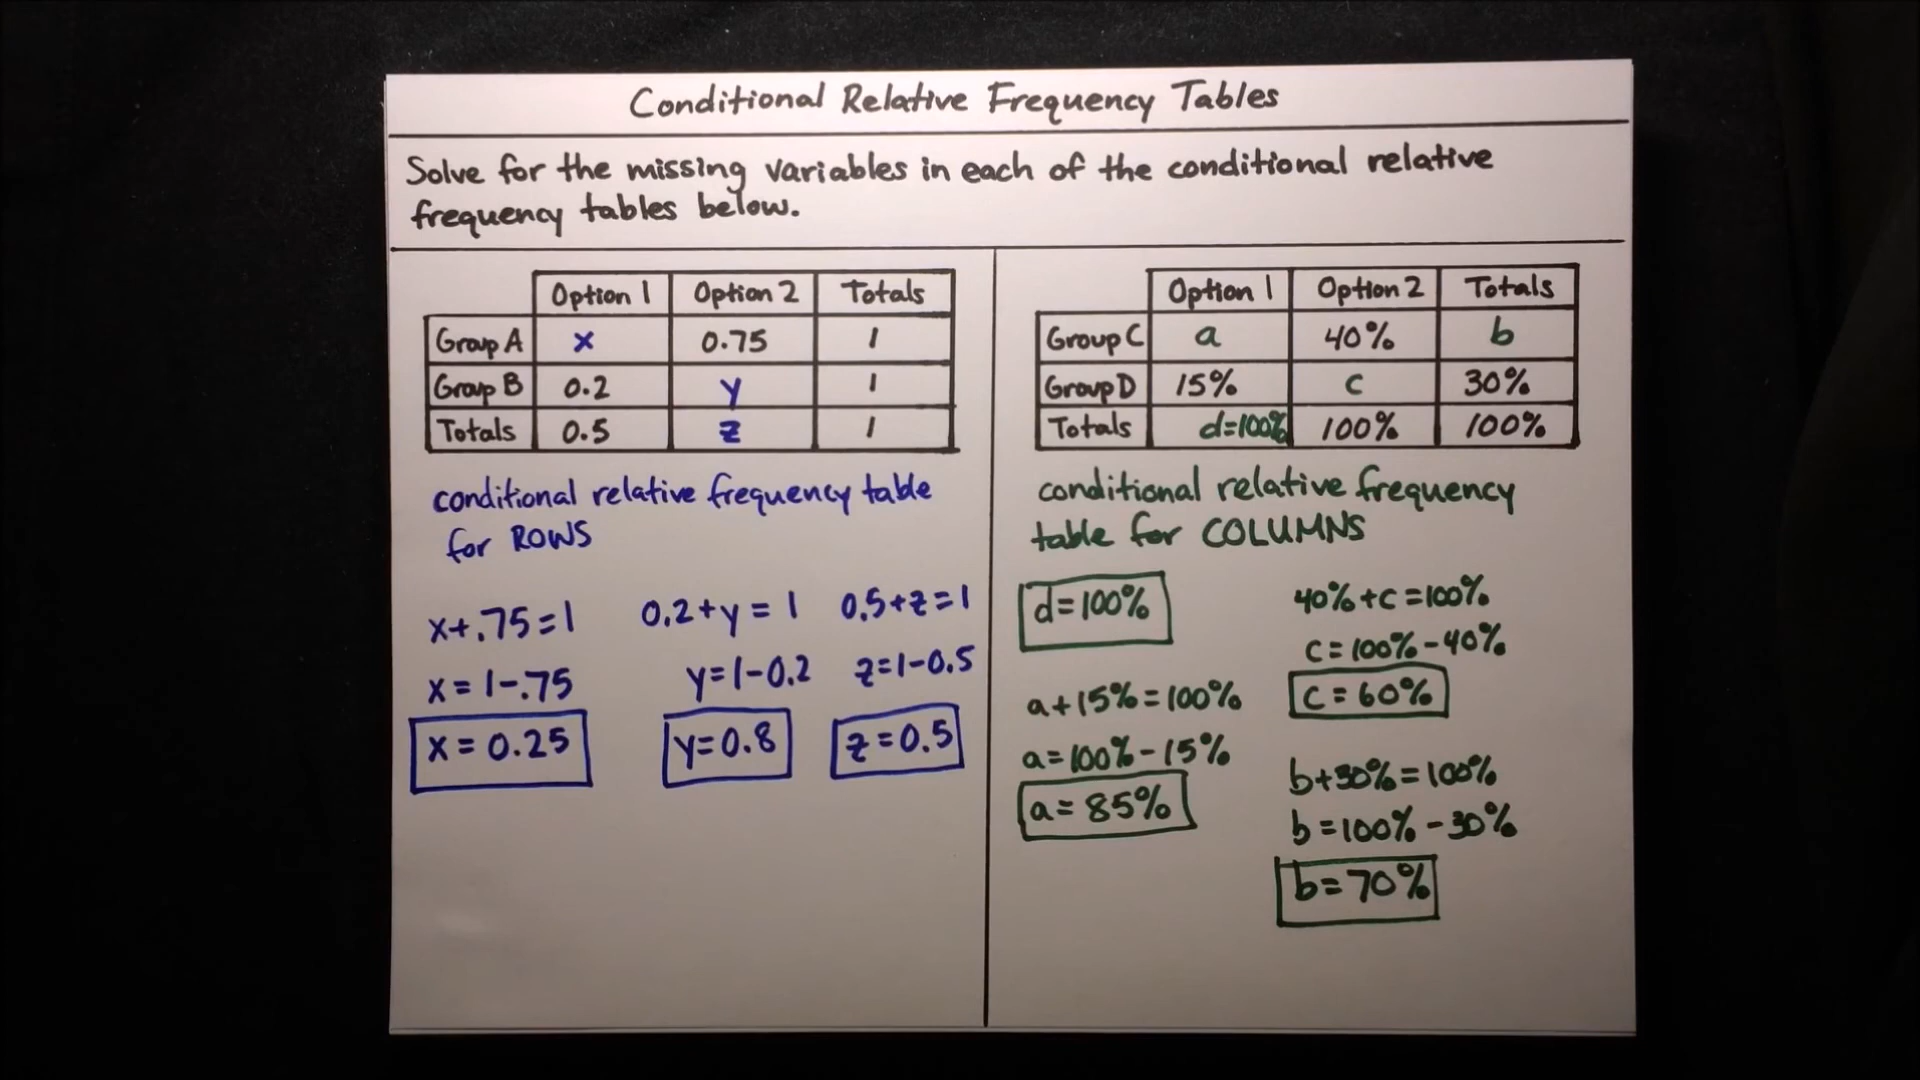 Conditional Relative Frequency Tables
Solve for the missing variables in each of the conditional relative
frequency tables below.
Option 1 Option 2 Totals
Group A x 0.75 1
Group B 0.2 y 1
Totals 0.5 z 1
conditional relative frequency table
for ROWS
x+.75=1
x=1-.75
x=0.25
0.2+y=1
y=1-0.2
y=0.8
0.5+z=1
z=1-0.5
z=0.5
Option 1 Option 2 Totals
Group C a 40% b
Group D 15% c 30%
Totals d=100% 100% 100%
conditional relative frequency
table for COLUMNS
d=100%
a+15%=100%
a=100%-15%
a=85%
40%+c=100%
c=100%-40%
c=60%
b+30%=100%
b=100%-30%
b=70%